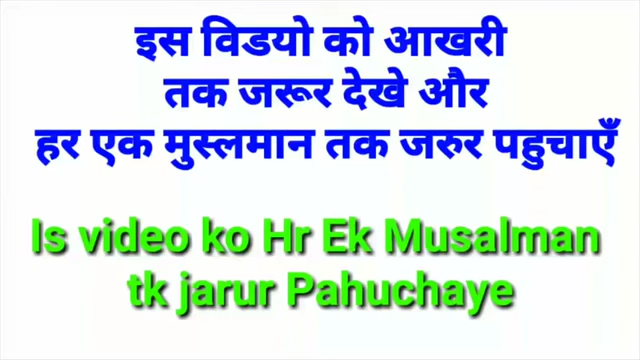 इस विडयो को आखरी
तक जरूर देखे और
हर एक मुस्लमान तक जरुर पहुचाएँ
Is video ko Hr Ek Musalman
tk jarur Pahuchaye